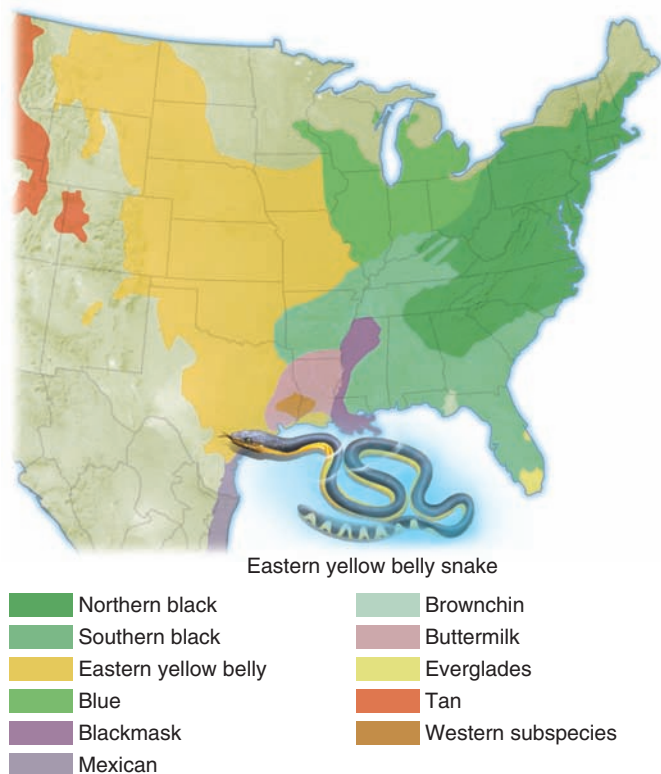 Eastern yellow belly snake
Northern black
Southern black
Eastern yellow belly
Blue
Blackmask
Mexican
Brownchin
Buttermilk
Everglades
Tan
Western subspecies